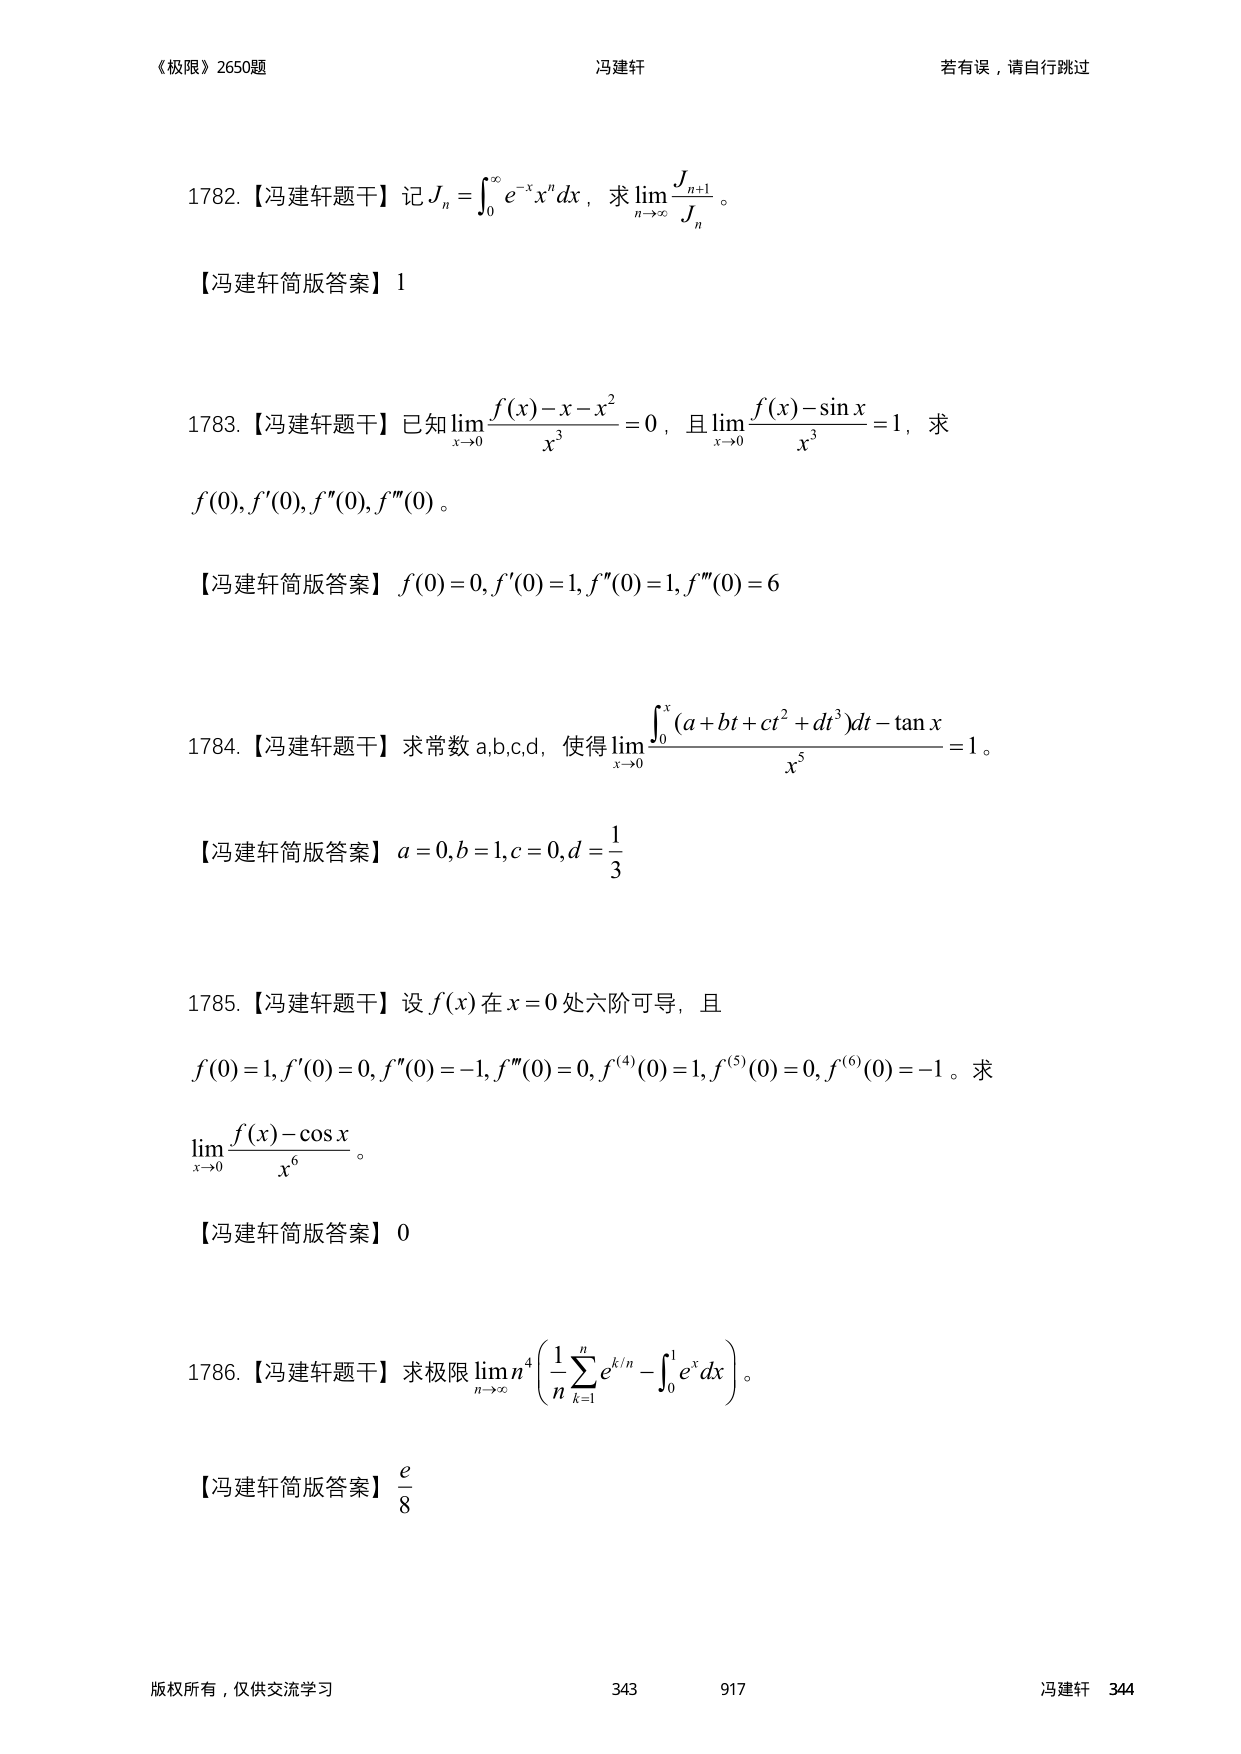 《极限》2650题 冯建轩 若有误，请自行跳过
1782.【冯建轩题干】记 $J_n = \int_0^{\infty} e^{-x} x^n dx$，求 $\lim_{n \to \infty} \frac{J_{n+1}}{J_n}$。
【冯建轩简版答案】1
1783.【冯建轩题干】已知 $\lim_{x \to 0} \frac{f(x)-x-x^2}{x^3} = 0$，且 $\lim_{x \to 0} \frac{f(x)-\sin x}{x^3} = 1$，求
$f(0), f'(0), f''(0), f'''(0)$。
【冯建轩简版答案】$f(0)=0, f'(0)=1, f''(0)=1, f'''(0)=6$
1784.【冯建轩题干】求常数 a,b,c,d，使得 $\lim_{x \to 0} \frac{\int_0^x (a+bt+ct^2+dt^3)dt - \tan x}{x^5} = 1$。
【冯建轩简版答案】$a=0, b=1, c=0, d=\frac{1}{3}$
1785.【冯建轩题干】设 $f(x)$ 在 $x=0$ 处六阶可导，且
$f(0)=1, f'(0)=0, f''(0)=-1, f'''(0)=0, f^{(4)}(0)=1, f^{(5)}(0)=0, f^{(6)}(0)=-1$。求
$\lim_{x \to 0} \frac{f(x)-\cos x}{x^6}$。
【冯建轩简版答案】0
1786.【冯建轩题干】求极限 $\lim_{n \to \infty} n^4 \left( \frac{1}{n} \sum_{k=1}^{n} e^{k/n} - \int_0^1 e^x dx \right)$。
【冯建轩简版答案】$\frac{e}{8}$
版权所有，仅供交流学习 343 917 冯建轩 344